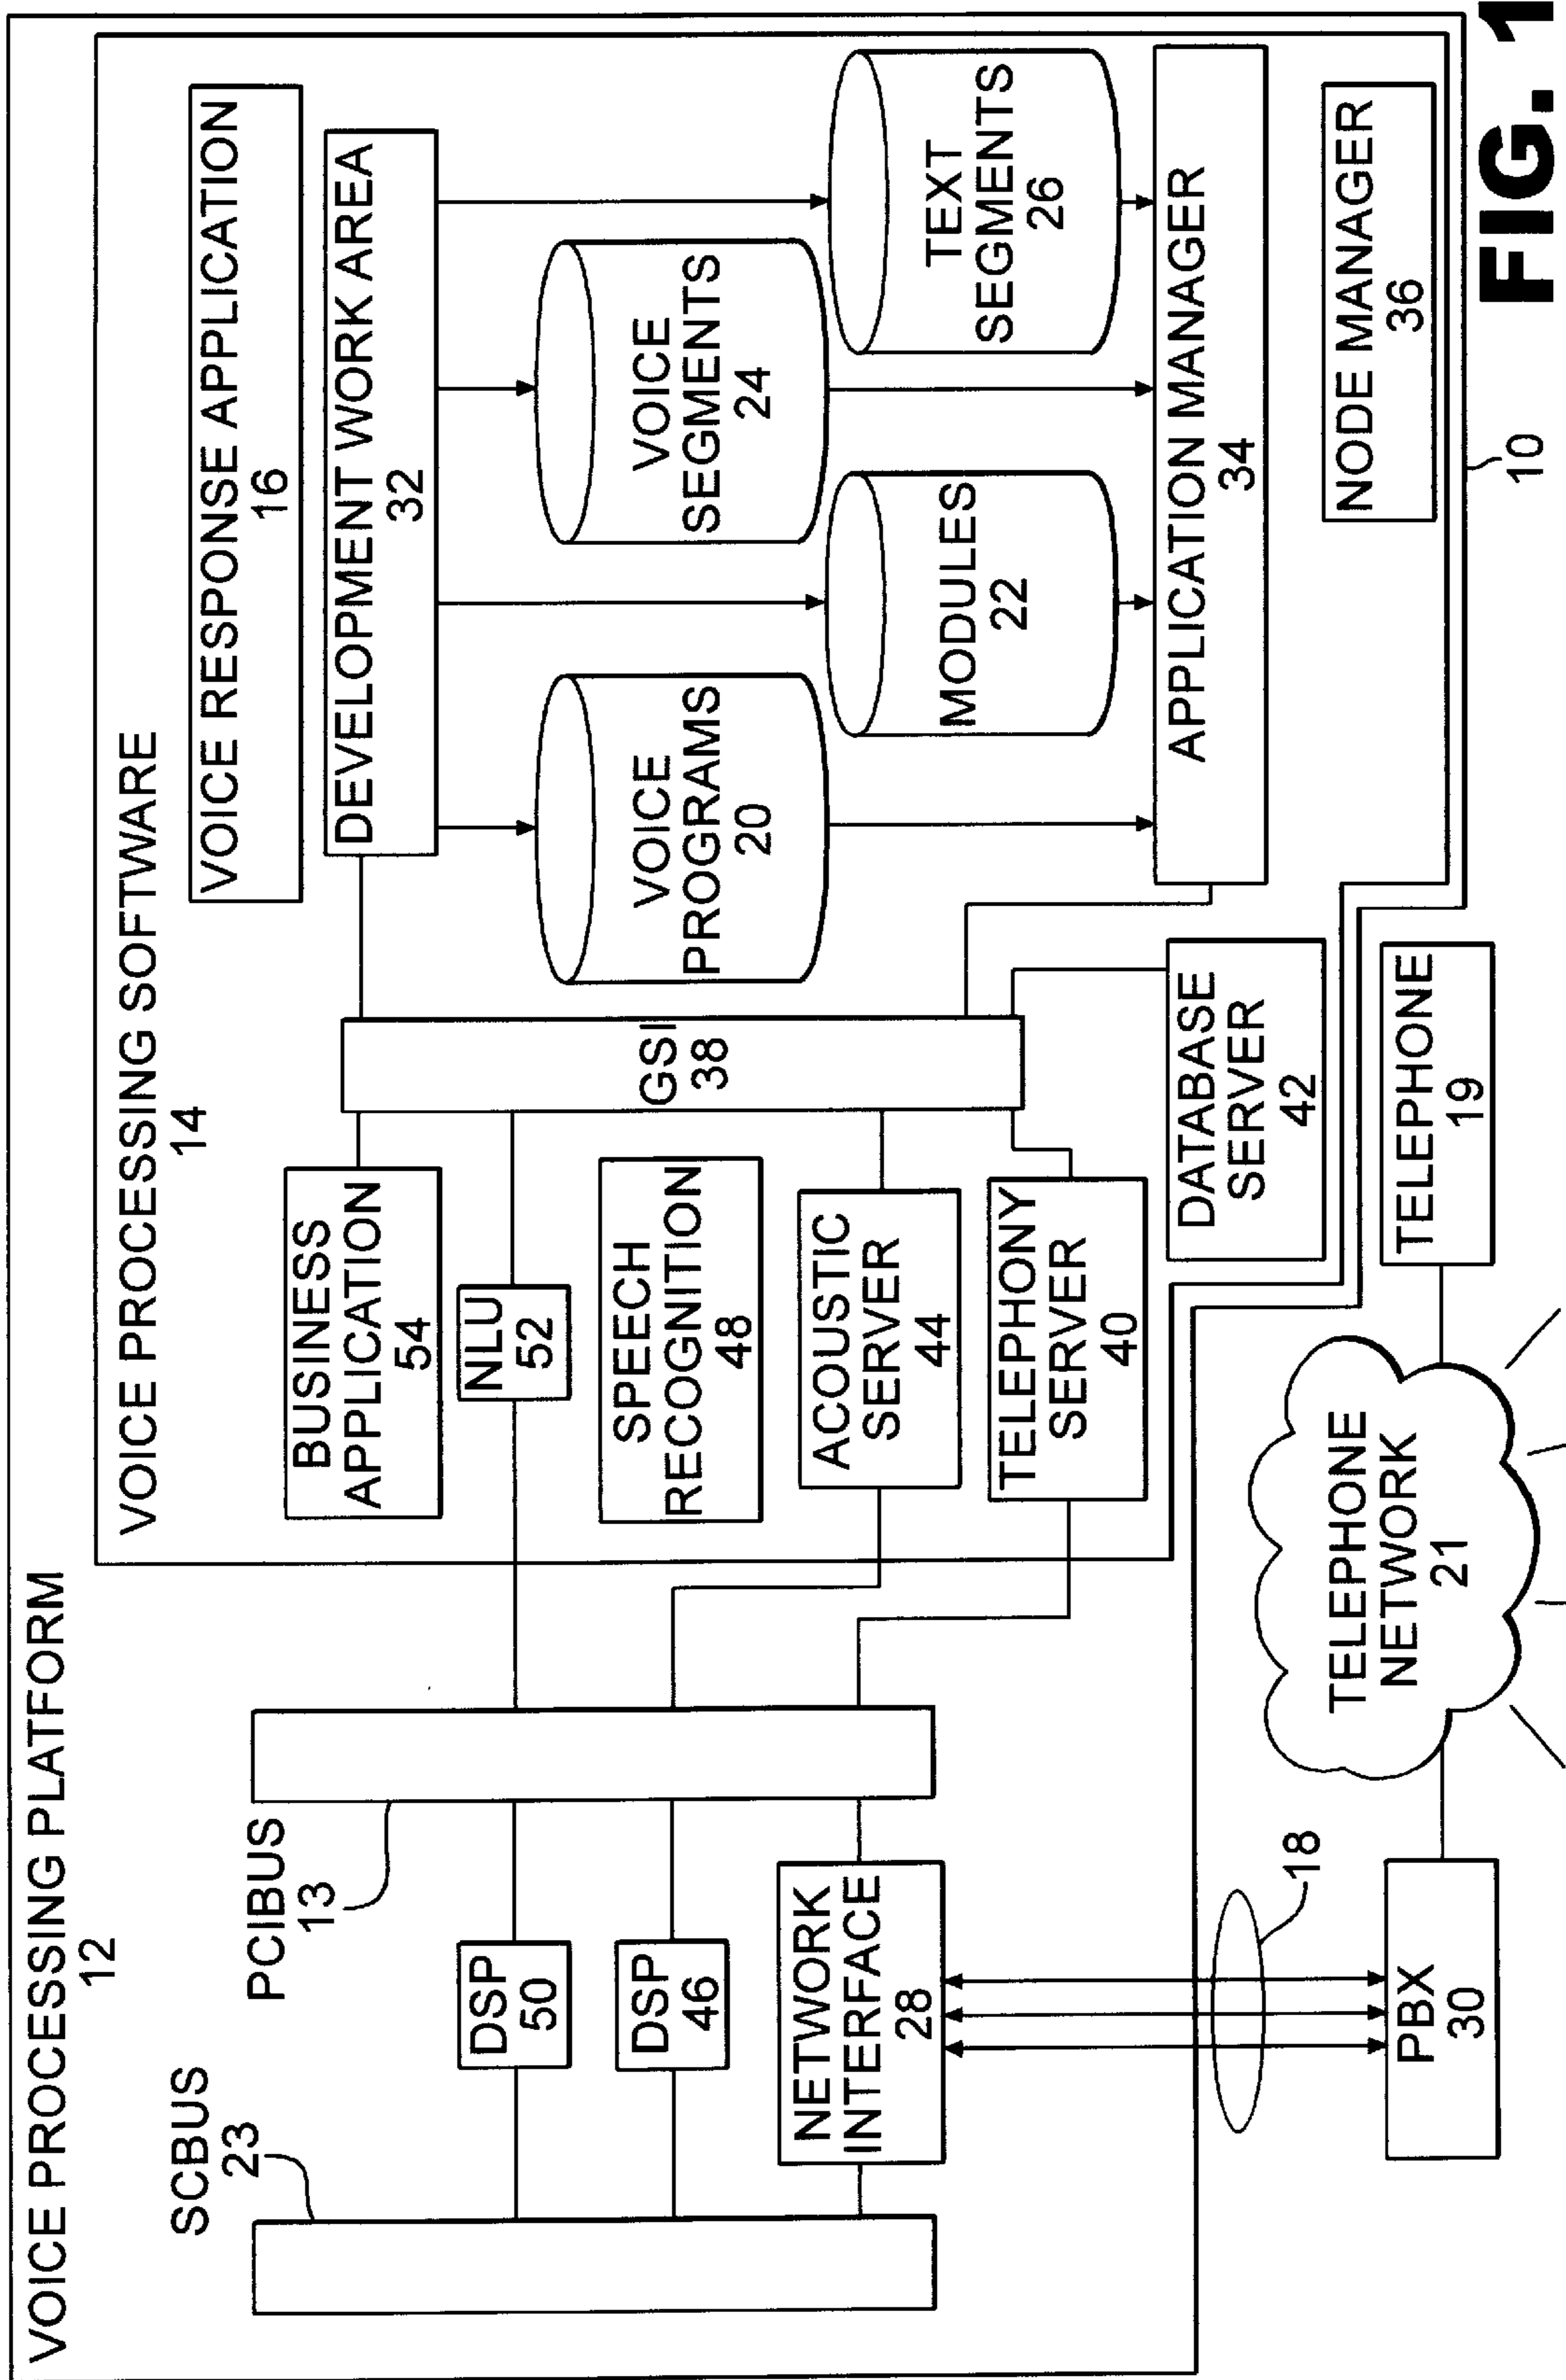 VOICE PROCESSING PLATFORM
12
SCBUS
23
PCIBUS
13
DSP
50
DSP
46
NETWORK
INTERFACE
28
18
PBX
30
TELEPHONE
NETWORK
21
TELEPHONE
19
VOICE PROCESSING SOFTWARE
14
BUSINESS
APPLICATION
54
NLU
52
SPEECH
RECOGNITION
48
ACOUSTIC
SERVER
44
TELEPHONY
SERVER
40
DATABASE
SERVER
42
GSI
38
VOICE RESPONSE APPLICATION
16
DEVELOPMENT WORK AREA
32
VOICE
PROGRAMS
20
MODULES
22
VOICE
SEGMENTS
24
TEXT
SEGMENTS
26
APPLICATION MANAGER
34
NODE MANAGER
36
10
FIG. 1